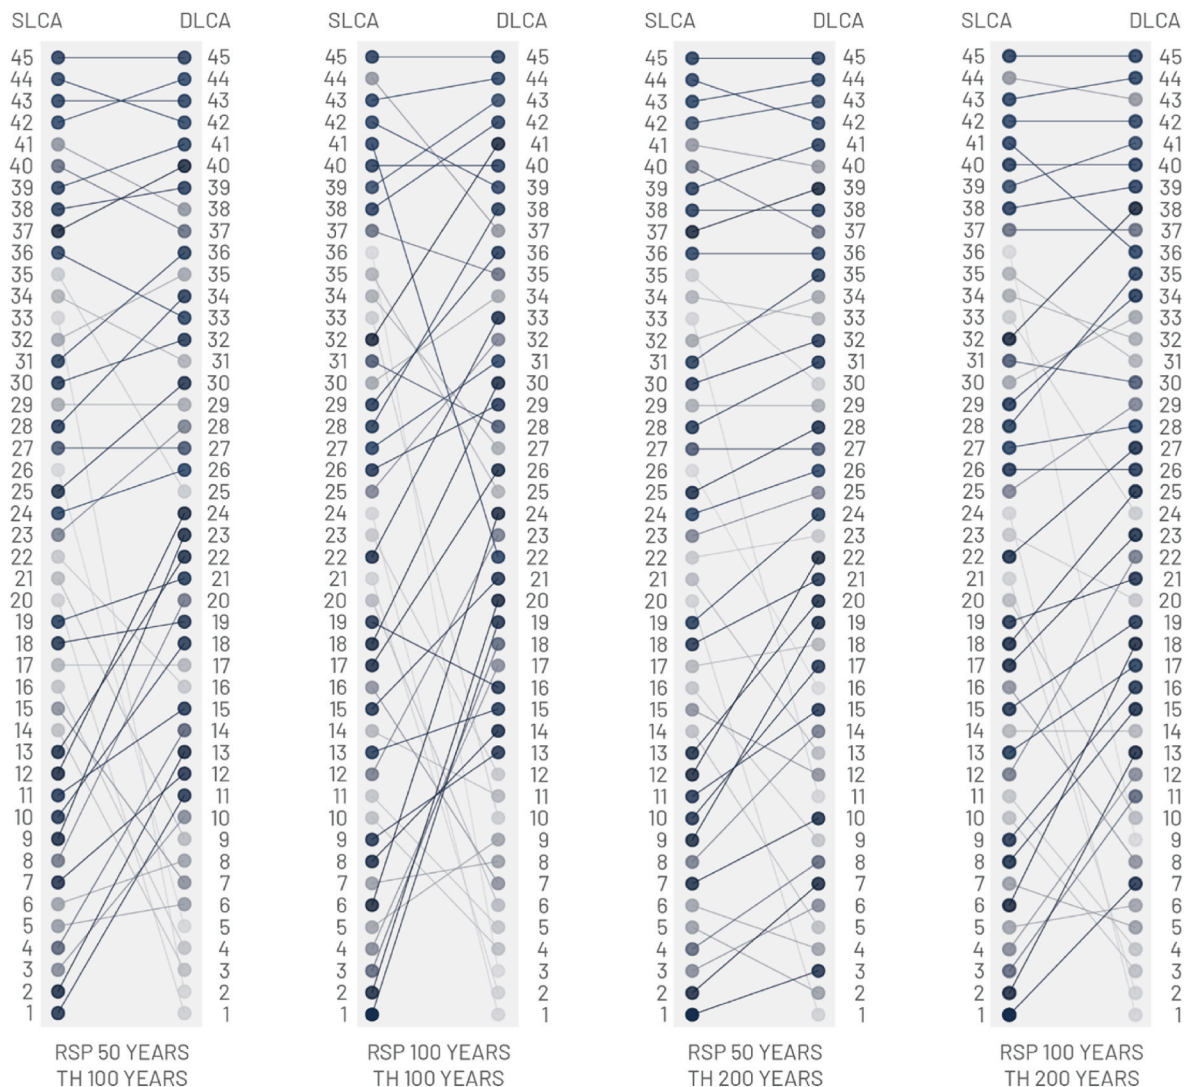 SLCA DLCA SLCA DLCA SLCA DLCA SLCA DLCA
45 45 45 45 45 45 45 45
44 44 44 44 44 44 44 44
43 43 43 43 43 43 43 43
42 42 42 42 42 42 42 42
41 41 41 41 41 41 41 41
40 40 40 40 40 40 40 40
39 39 39 39 39 39 39 39
38 38 38 38 38 38 38 38
37 37 37 37 37 37 37 37
36 36 36 36 36 36 36 36
35 35 35 35 35 35 35 35
34 34 34 34 34 34 34 34
33 33 33 33 33 33 33 33
32 32 32 32 32 32 32 32
31 31 31 31 31 31 31 31
30 30 30 30 30 30 30 30
29 29 29 29 29 29 29 29
28 28 28 28 28 28 28 28
27 27 27 27 27 27 27 27
26 26 26 26 26 26 26 26
25 25 25 25 25 25 25 25
24 24 24 24 24 24 24 24
23 23 23 23 23 23 23 23
22 22 22 22 22 22 22 22
21 21 21 21 21 21 21 21
20 20 20 20 20 20 20 20
19 19 19 19 19 19 19 19
18 18 18 18 18 18 18 18
17 17 17 17 17 17 17 17
16 16 16 16 16 16 16 16
15 15 15 15 15 15 15 15
14 14 14 14 14 14 14 14
13 13 13 13 13 13 13 13
12 12 12 12 12 12 12 12
11 11 11 11 11 11 11 11
10 10 10 10 10 10 10 10
9 9 9 9 9 9 9 9
8 8 8 8 8 8 8 8
7 7 7 7 7 7 7 7
6 6 6 6 6 6 6 6
5 5 5 5 5 5 5 5
4 4 4 4 4 4 4 4
3 3 3 3 3 3 3 3
2 2 2 2 2 2 2 2
1 1 1 1 1 1 1 1
RSP 50 YEARS RSP 100 YEARS RSP 50 YEARS RSP 100 YEARS
TH 100 YEARS TH 100 YEARS TH 200 YEARS TH 200 YEARS